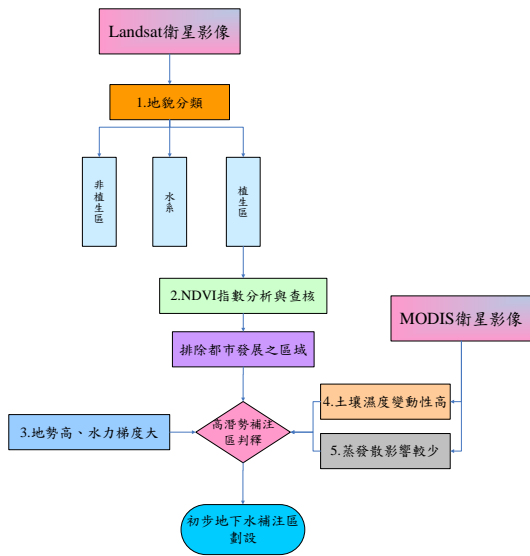 Landsat衛星影像
1.地貌分類
非植生區
水系
植生區
2.NDVI指數分析與查核
MODIS衛星影像
排除都市發展之區域
4.土壤濕度變動性高
3.地勢高、水力梯度大
高潛勢補注
區判釋
5.蒸發散影響較少
初步地下水補注區
劃設